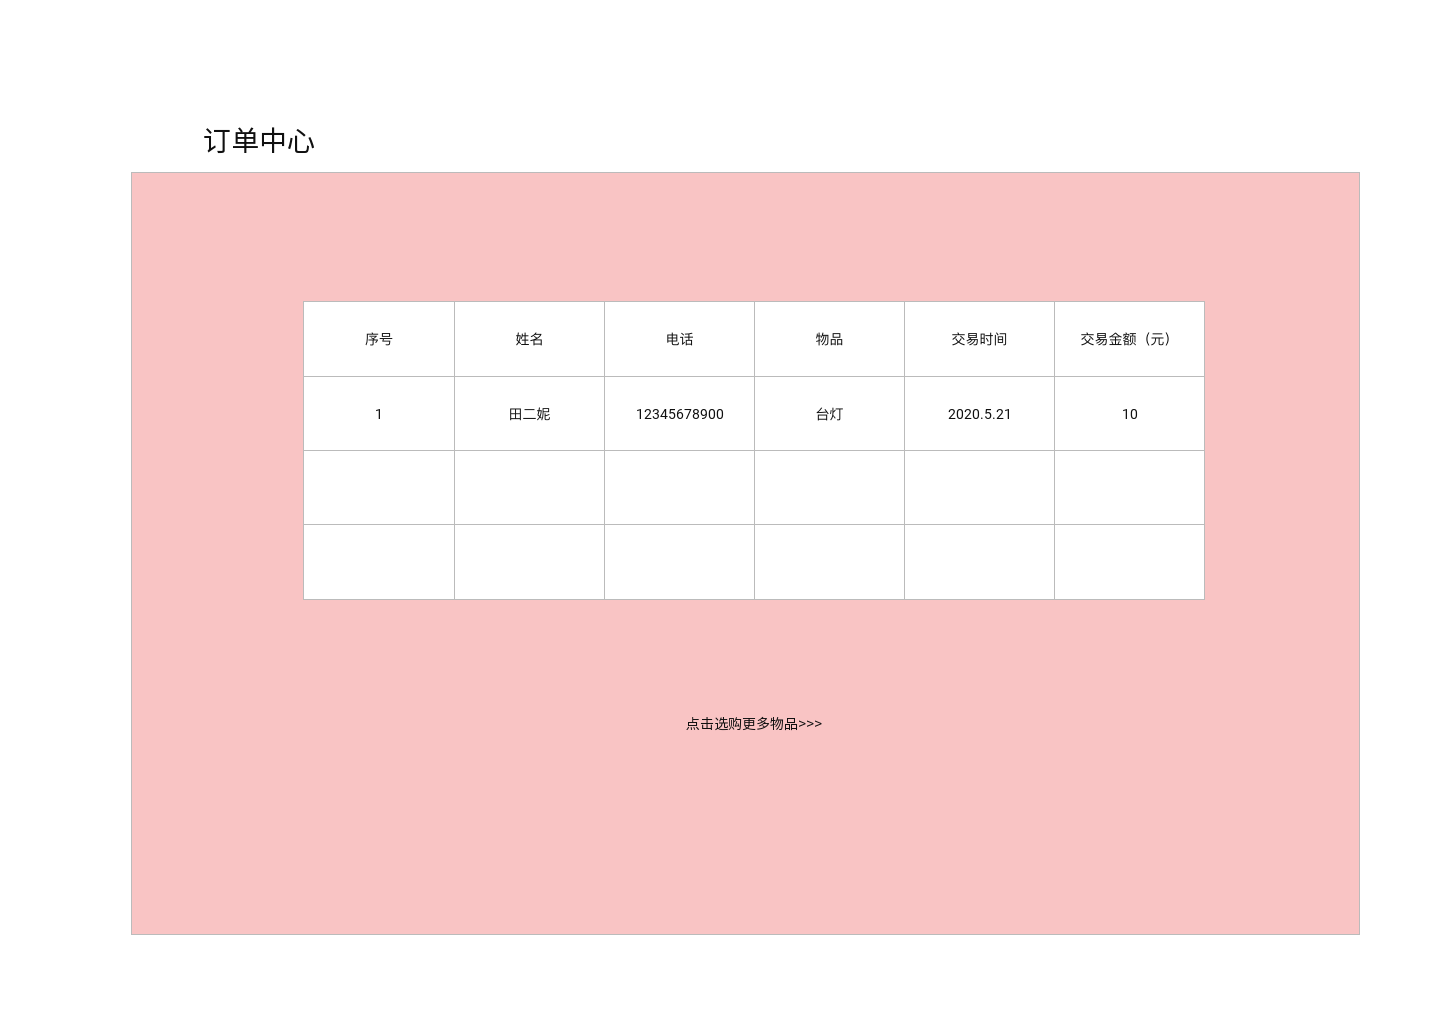 订单中心
序号 姓名 电话 物品 交易时间 交易金额（元）
1 田二妮 12345678900 台灯 2020.5.21 10
点击选购更多物品>>>